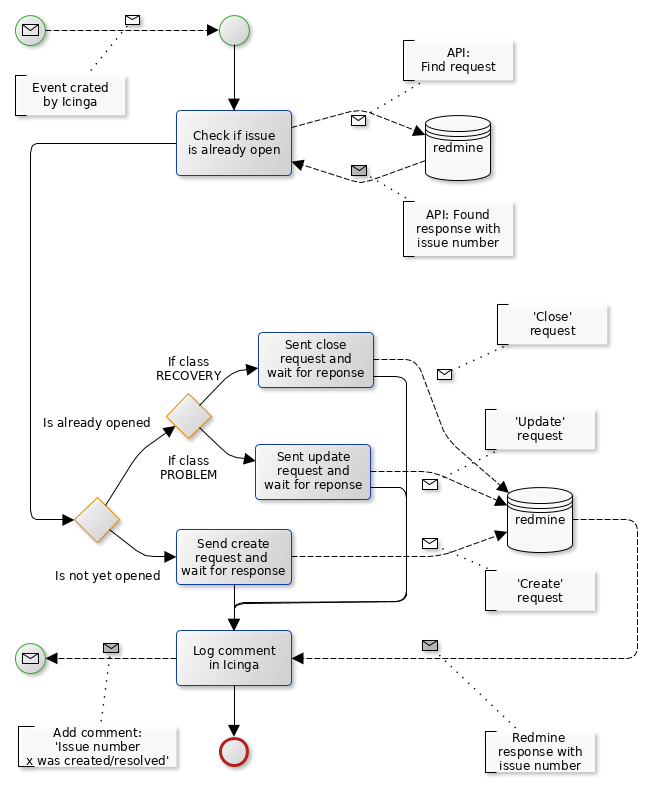 Event crated
by Icinga
API:
Find request
Check if issue
is already open
redmine
API: Found
response with
issue number
'Close'
request
Sent close
request and
wait for reponse
If class
RECOVERY
Is already opened
If class
PROBLEM
'Update'
request
Sent update
request and
wait for reponse
redmine
Send create
request and
wait for response
Is not yet opened
'Create'
request
Log comment
in Icinga
Add comment:
'Issue number
x was created/resolved'
Redmine
response with
issue number